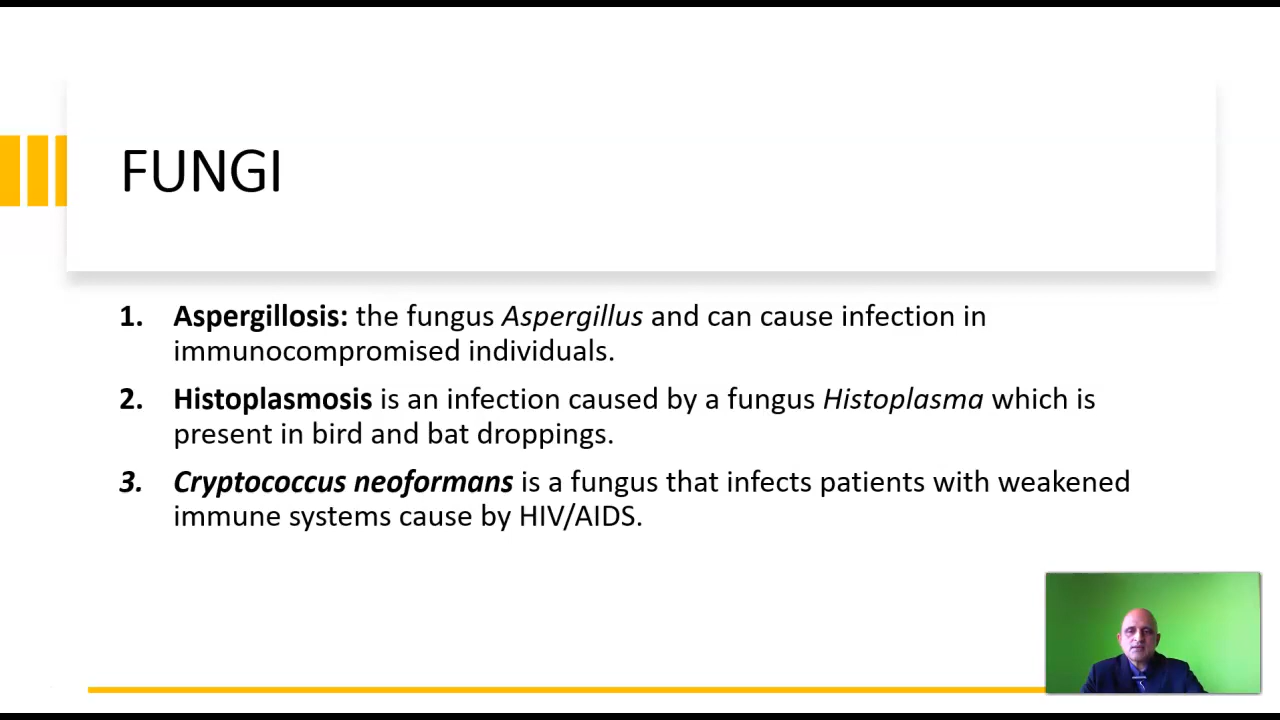 FUNGI
1. Aspergillosis: the fungus Aspergillus and can cause infection in
immunocompromised individuals.
2. Histoplasmosis is an infection caused by a fungus Histoplasma which is
present in bird and bat droppings.
3. Cryptococcus neoformans is a fungus that infects patients with weakened
immune systems cause by HIV/AIDS.